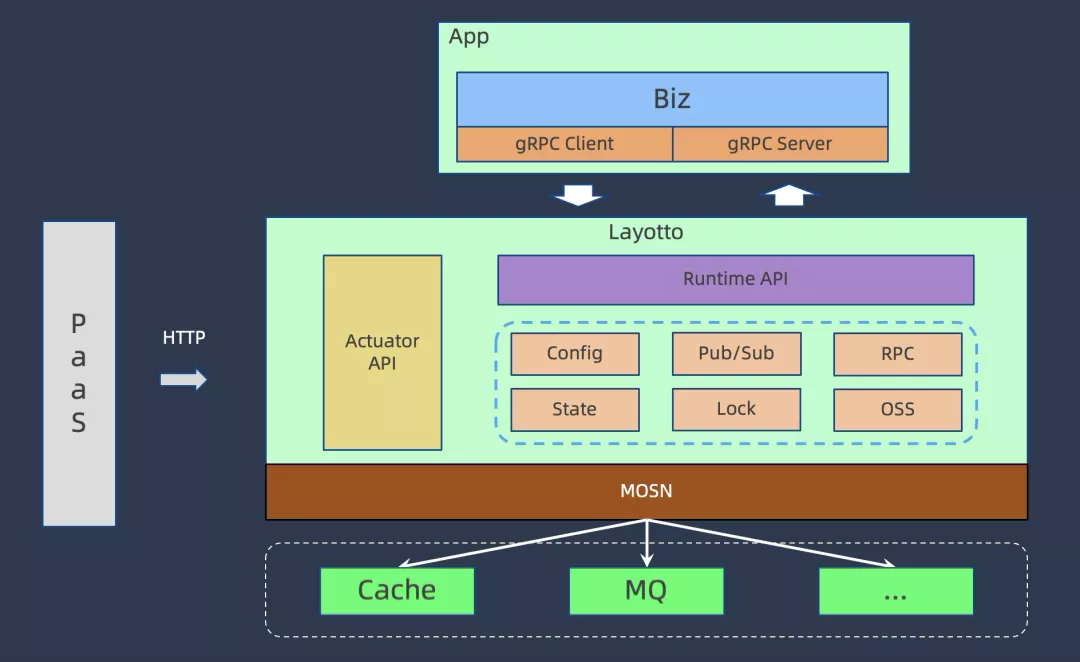 App
Biz
gRPC Client
gRPC Server
Layotto
Runtime API
Actuator
API
Config
Pub/Sub
RPC
State
Lock
OSS
P
a
a
S
HTTP
MOSN
Cache
MQ
...